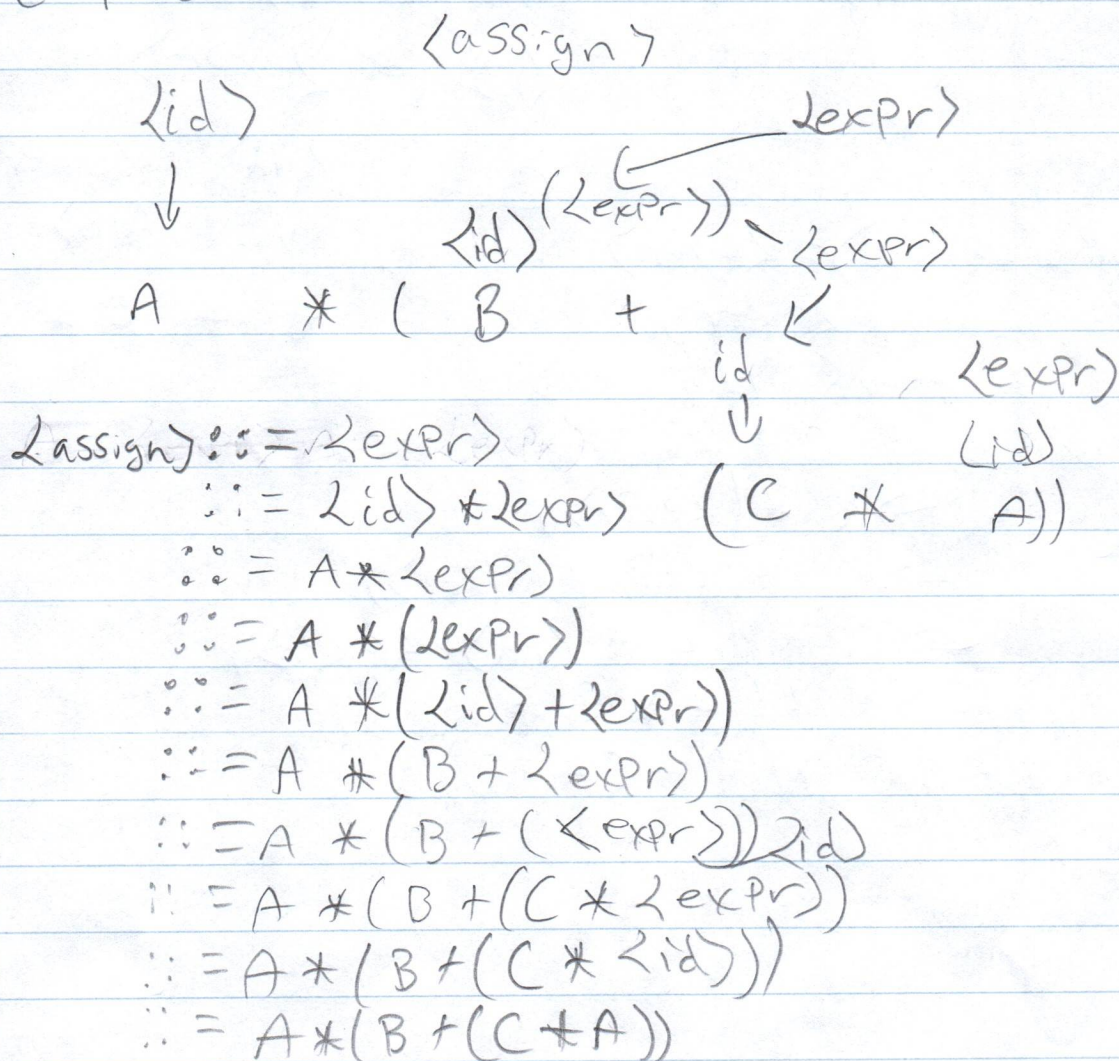 <assign>
<id> <expr>
(<expr>))
<id> <expr>
A * ( B +
id <expr>
<assign> ::= <expr> <id>
::= <id> * <expr> (C * A))
::= A * <expr>
::= A * (<expr>)
::= A * (<id> + <expr>)
::= A * (B + <expr>)
::= A * (B + (<expr>)) <id>
::= A * (B + (C * <expr>))
::= A * (B + (C * <id>))
::= A * (B + (C * A))